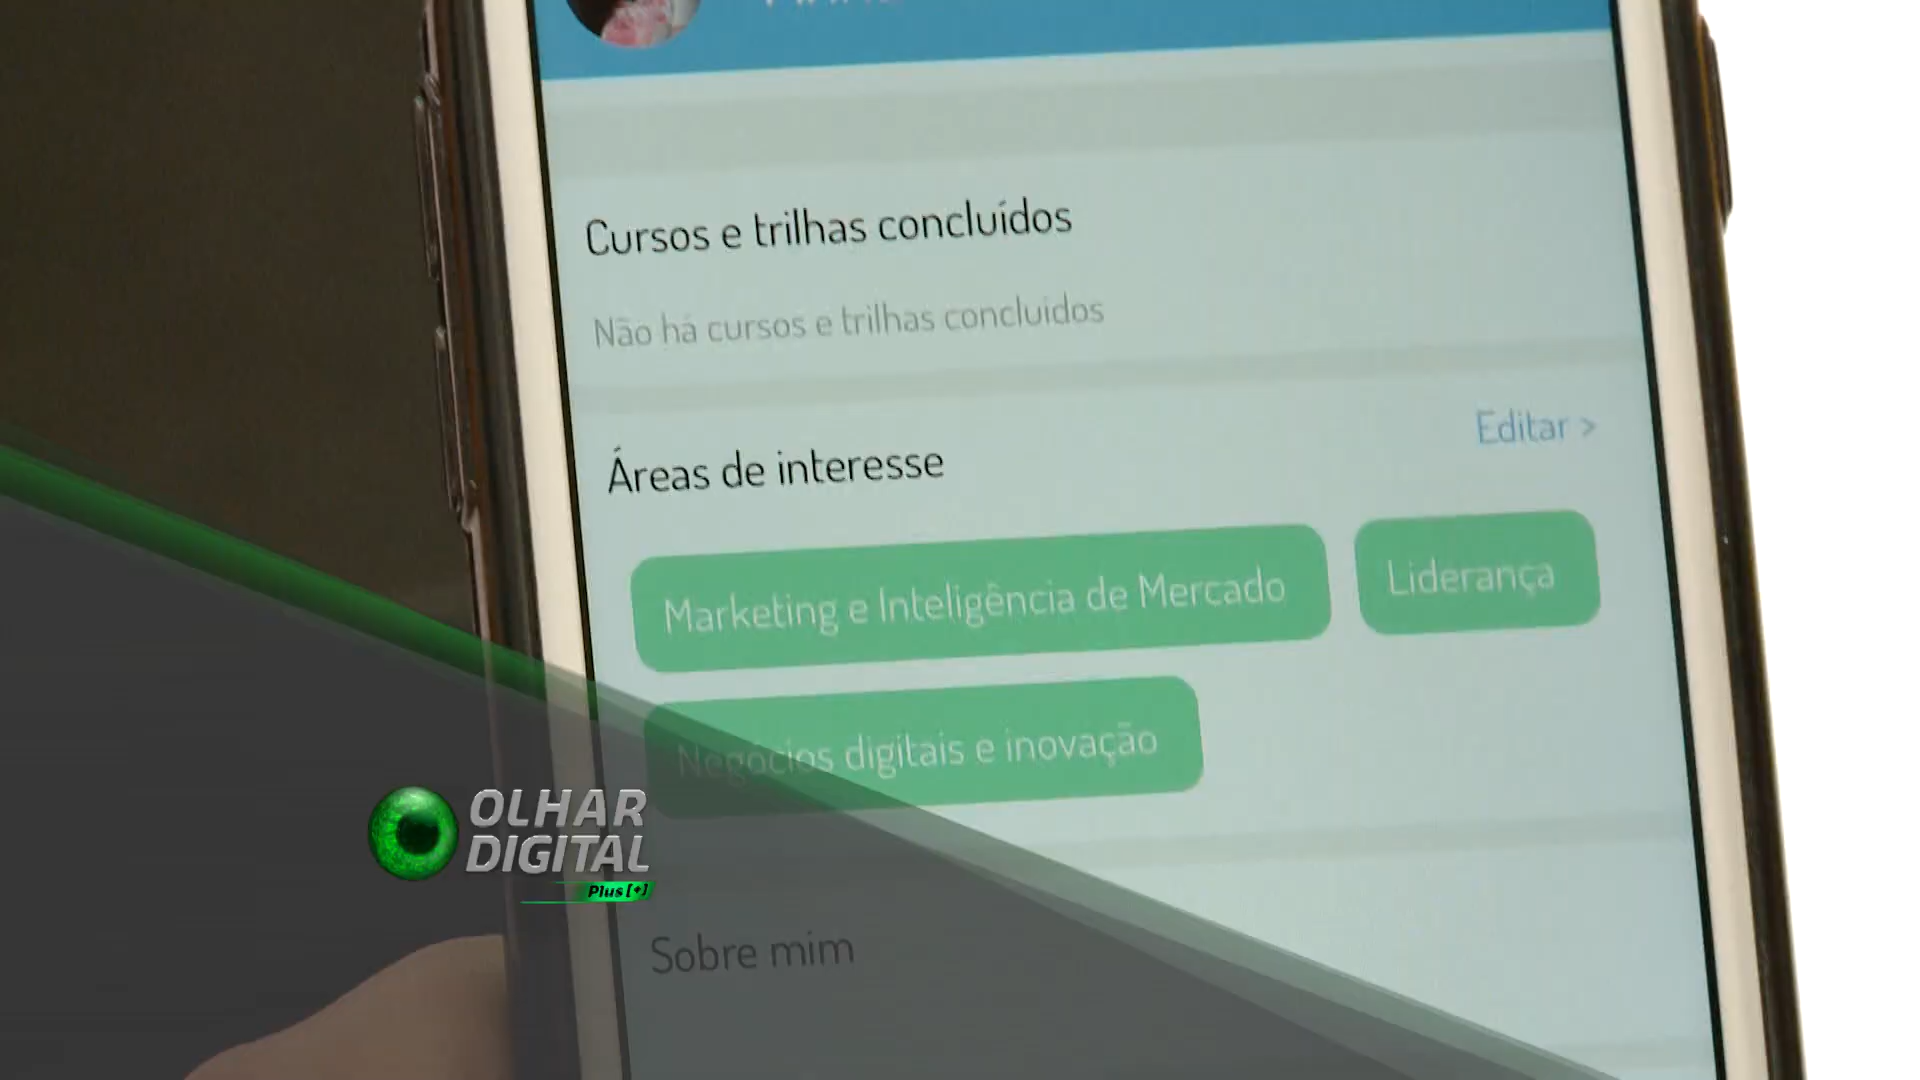 Cursos e trilhas concluídos
Não há cursos e trilhas concluidos
Editar >
Áreas de interesse
Marketing e Inteligência de Mercado
Liderança
Negócios digitais e inovação
OLHAR
DIGITAL
Plus[+]
Sobre mim